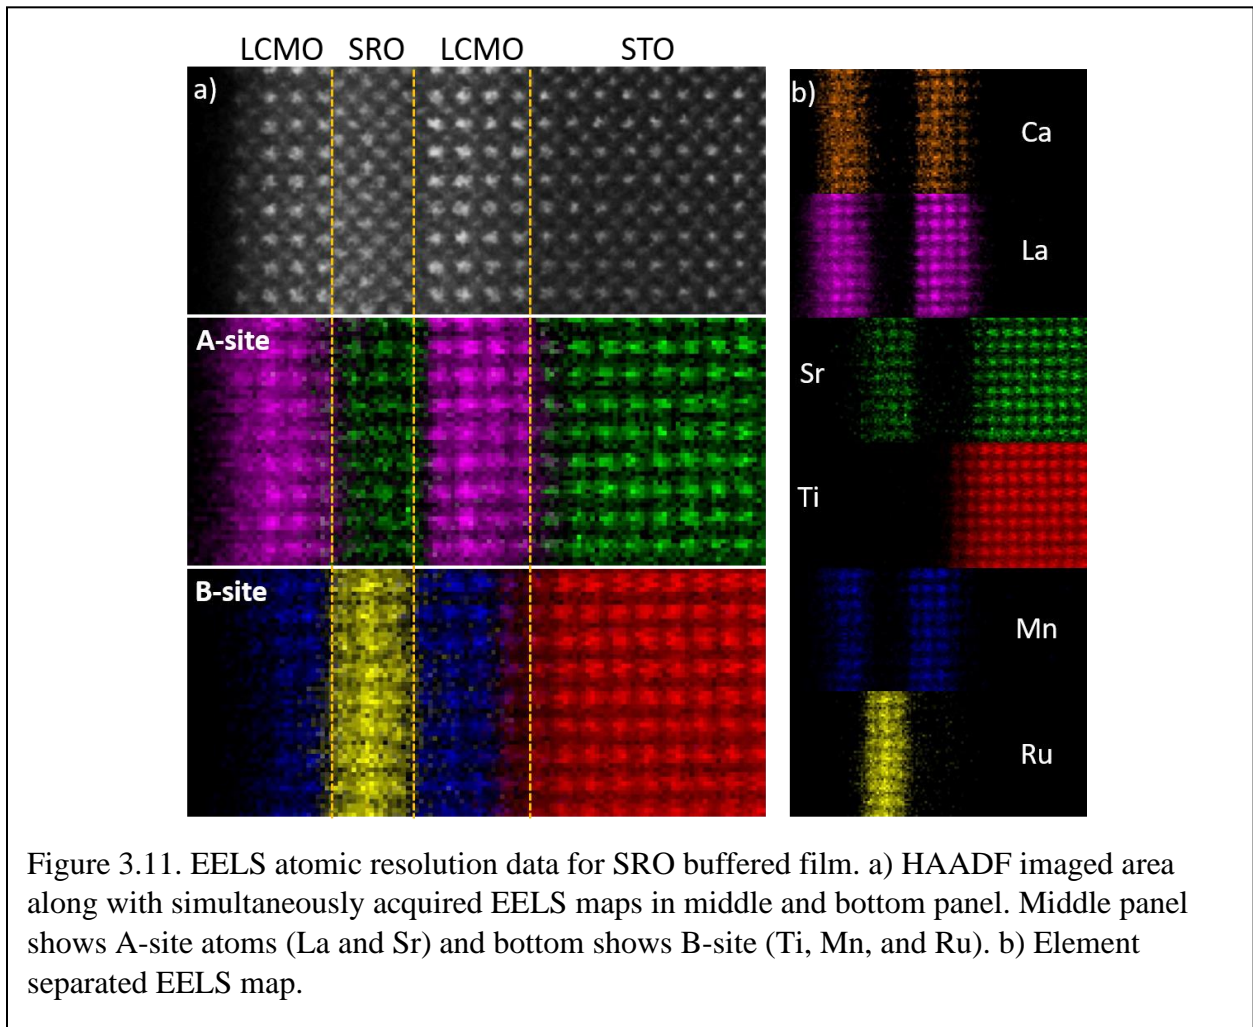 LCMO SRO LCMO STO
a)
b)
Ca
La
A-site
Sr
Ti
B-site
Mn
Ru
Figure 3.11. EELS atomic resolution data for SRO buffered film. a) HAADF imaged area
along with simultaneously acquired EELS maps in middle and bottom panel. Middle panel
shows A-site atoms (La and Sr) and bottom shows B-site (Ti, Mn, and Ru). b) Element
separated EELS map.